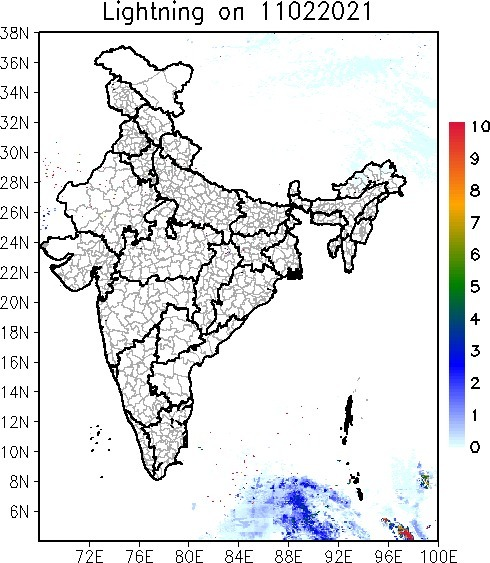 Lightning on 11022021
38N
36N
34N
32N
30N
28N
26N
24N
22N
20N
18N
16N
14N
12N
10N
8N
6N
72E 76E 80E 84E 88E 92E 96E 100E
10
9
8
7
6
5
4
3
2
1
0